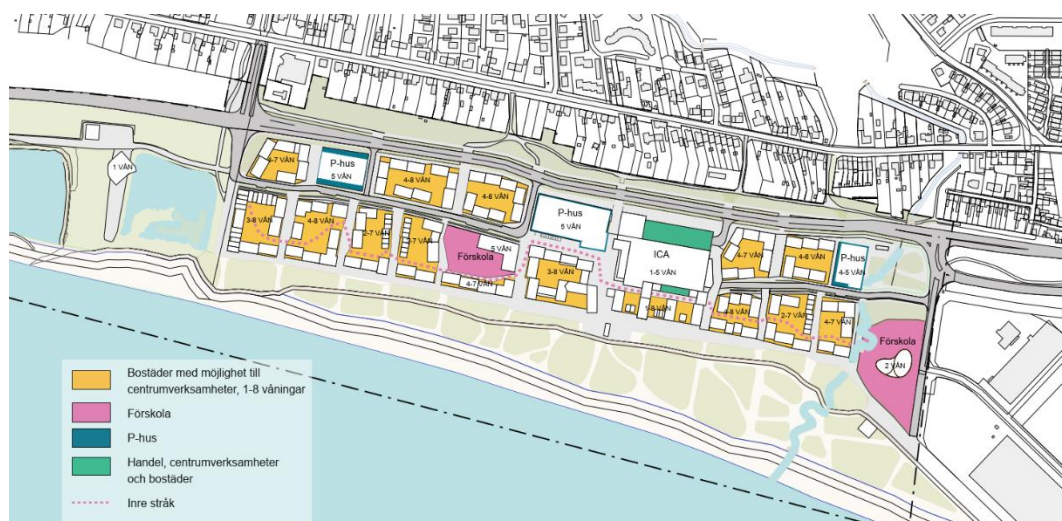 1 VÅN
4-7 VÅN
P-hus
5 VÅN
4-8 VÅN
4-8 VÅN
3-8 VÅN
4-8 VÅN
2-7 VÅN
2-7 VÅN
Förskola
5 VÅN
4-7 VÅN
P-hus
5 VÅN
3-8 VÅN
ICA
1-5 VÅN
1-8 VÅN
4-7 VÅN
4-8 VÅN
P-hus
4-5 VÅN
2-7 VÅN
4-7 VÅN
Förskola
2 VÅN
Bostäder med möjlighet till
centrumverksamheter, 1-8 våningar
Förskola
P-hus
Handel, centrumverksamheter
och bostäder
Inre stråk